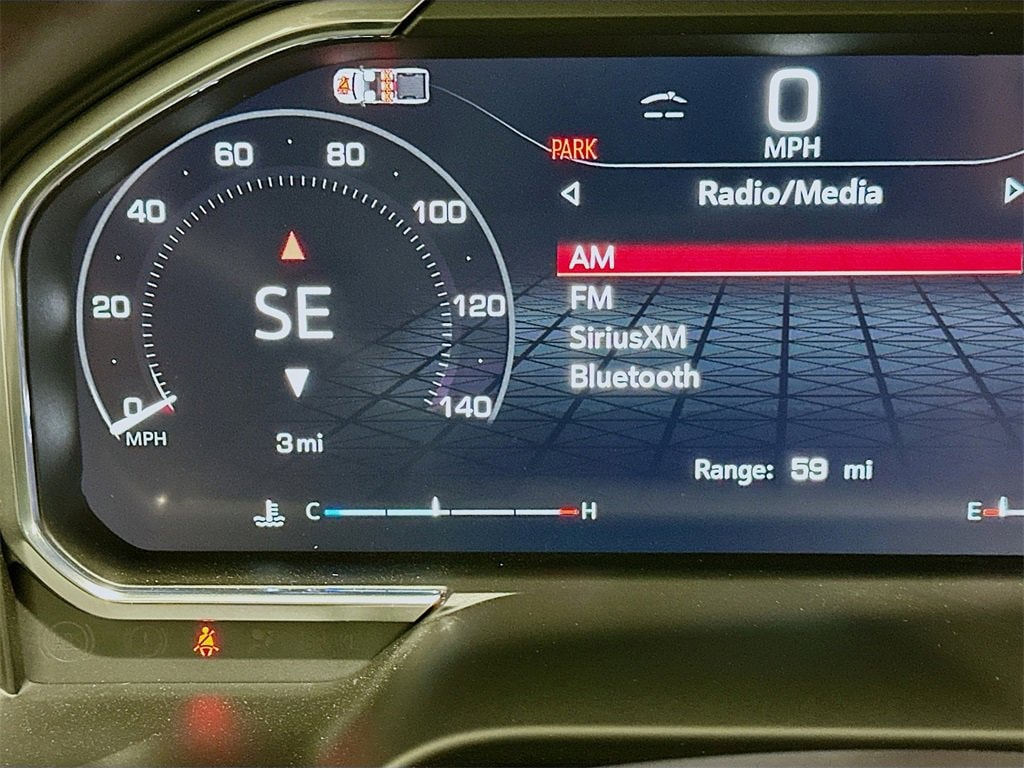 0
MPH
PARK
Radio/Media
AM
FM
SiriusXM
Bluetooth
Range: 59 mi
E
60
80
40
100
20
120
0
140
MPH
SE
3 mi
C
H